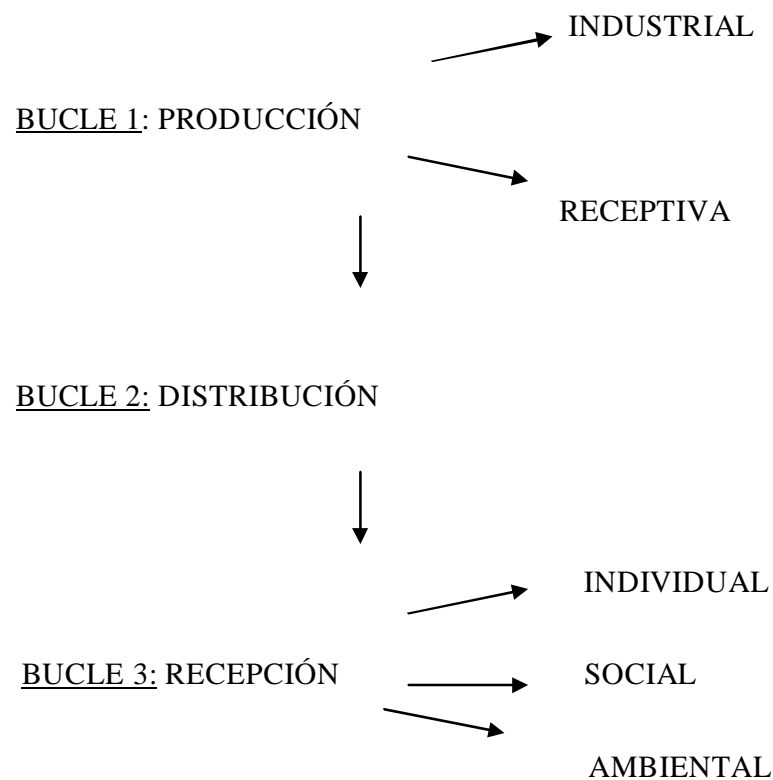 INDUSTRIAL
BUCLE 1: PRODUCCIÓN
RECEPTIVA
BUCLE 2: DISTRIBUCIÓN
INDIVIDUAL
BUCLE 3: RECEPCIÓN
SOCIAL
AMBIENTAL